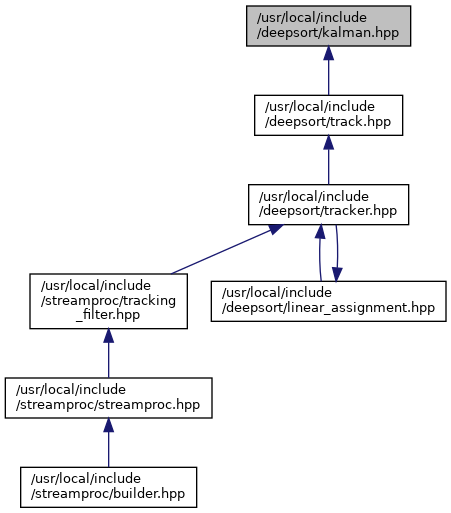 /usr/local/include
/deepsort/kalman.hpp
/usr/local/include
/deepsort/track.hpp
/usr/local/include
/deepsort/tracker.hpp
/usr/local/include
/streamproc/tracking
_filter.hpp
/usr/local/include
/deepsort/linear_assignment.hpp
/usr/local/include
/streamproc/streamproc.hpp
/usr/local/include
/streamproc/builder.hpp